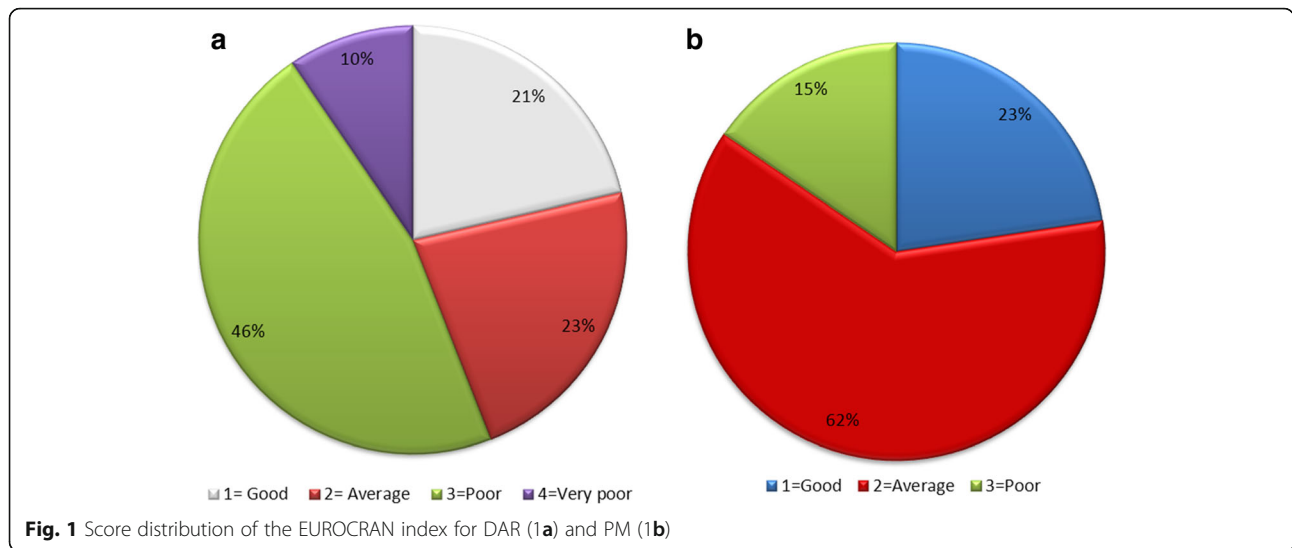 a
10%
21%
46%
23%
1= Good 2= Average 3=Poor 4=Very poor
b
15%
23%
62%
1=Good 2=Average 3=Poor
Fig. 1 Score distribution of the EUROCRAN index for DAR (1a) and PM (1b)